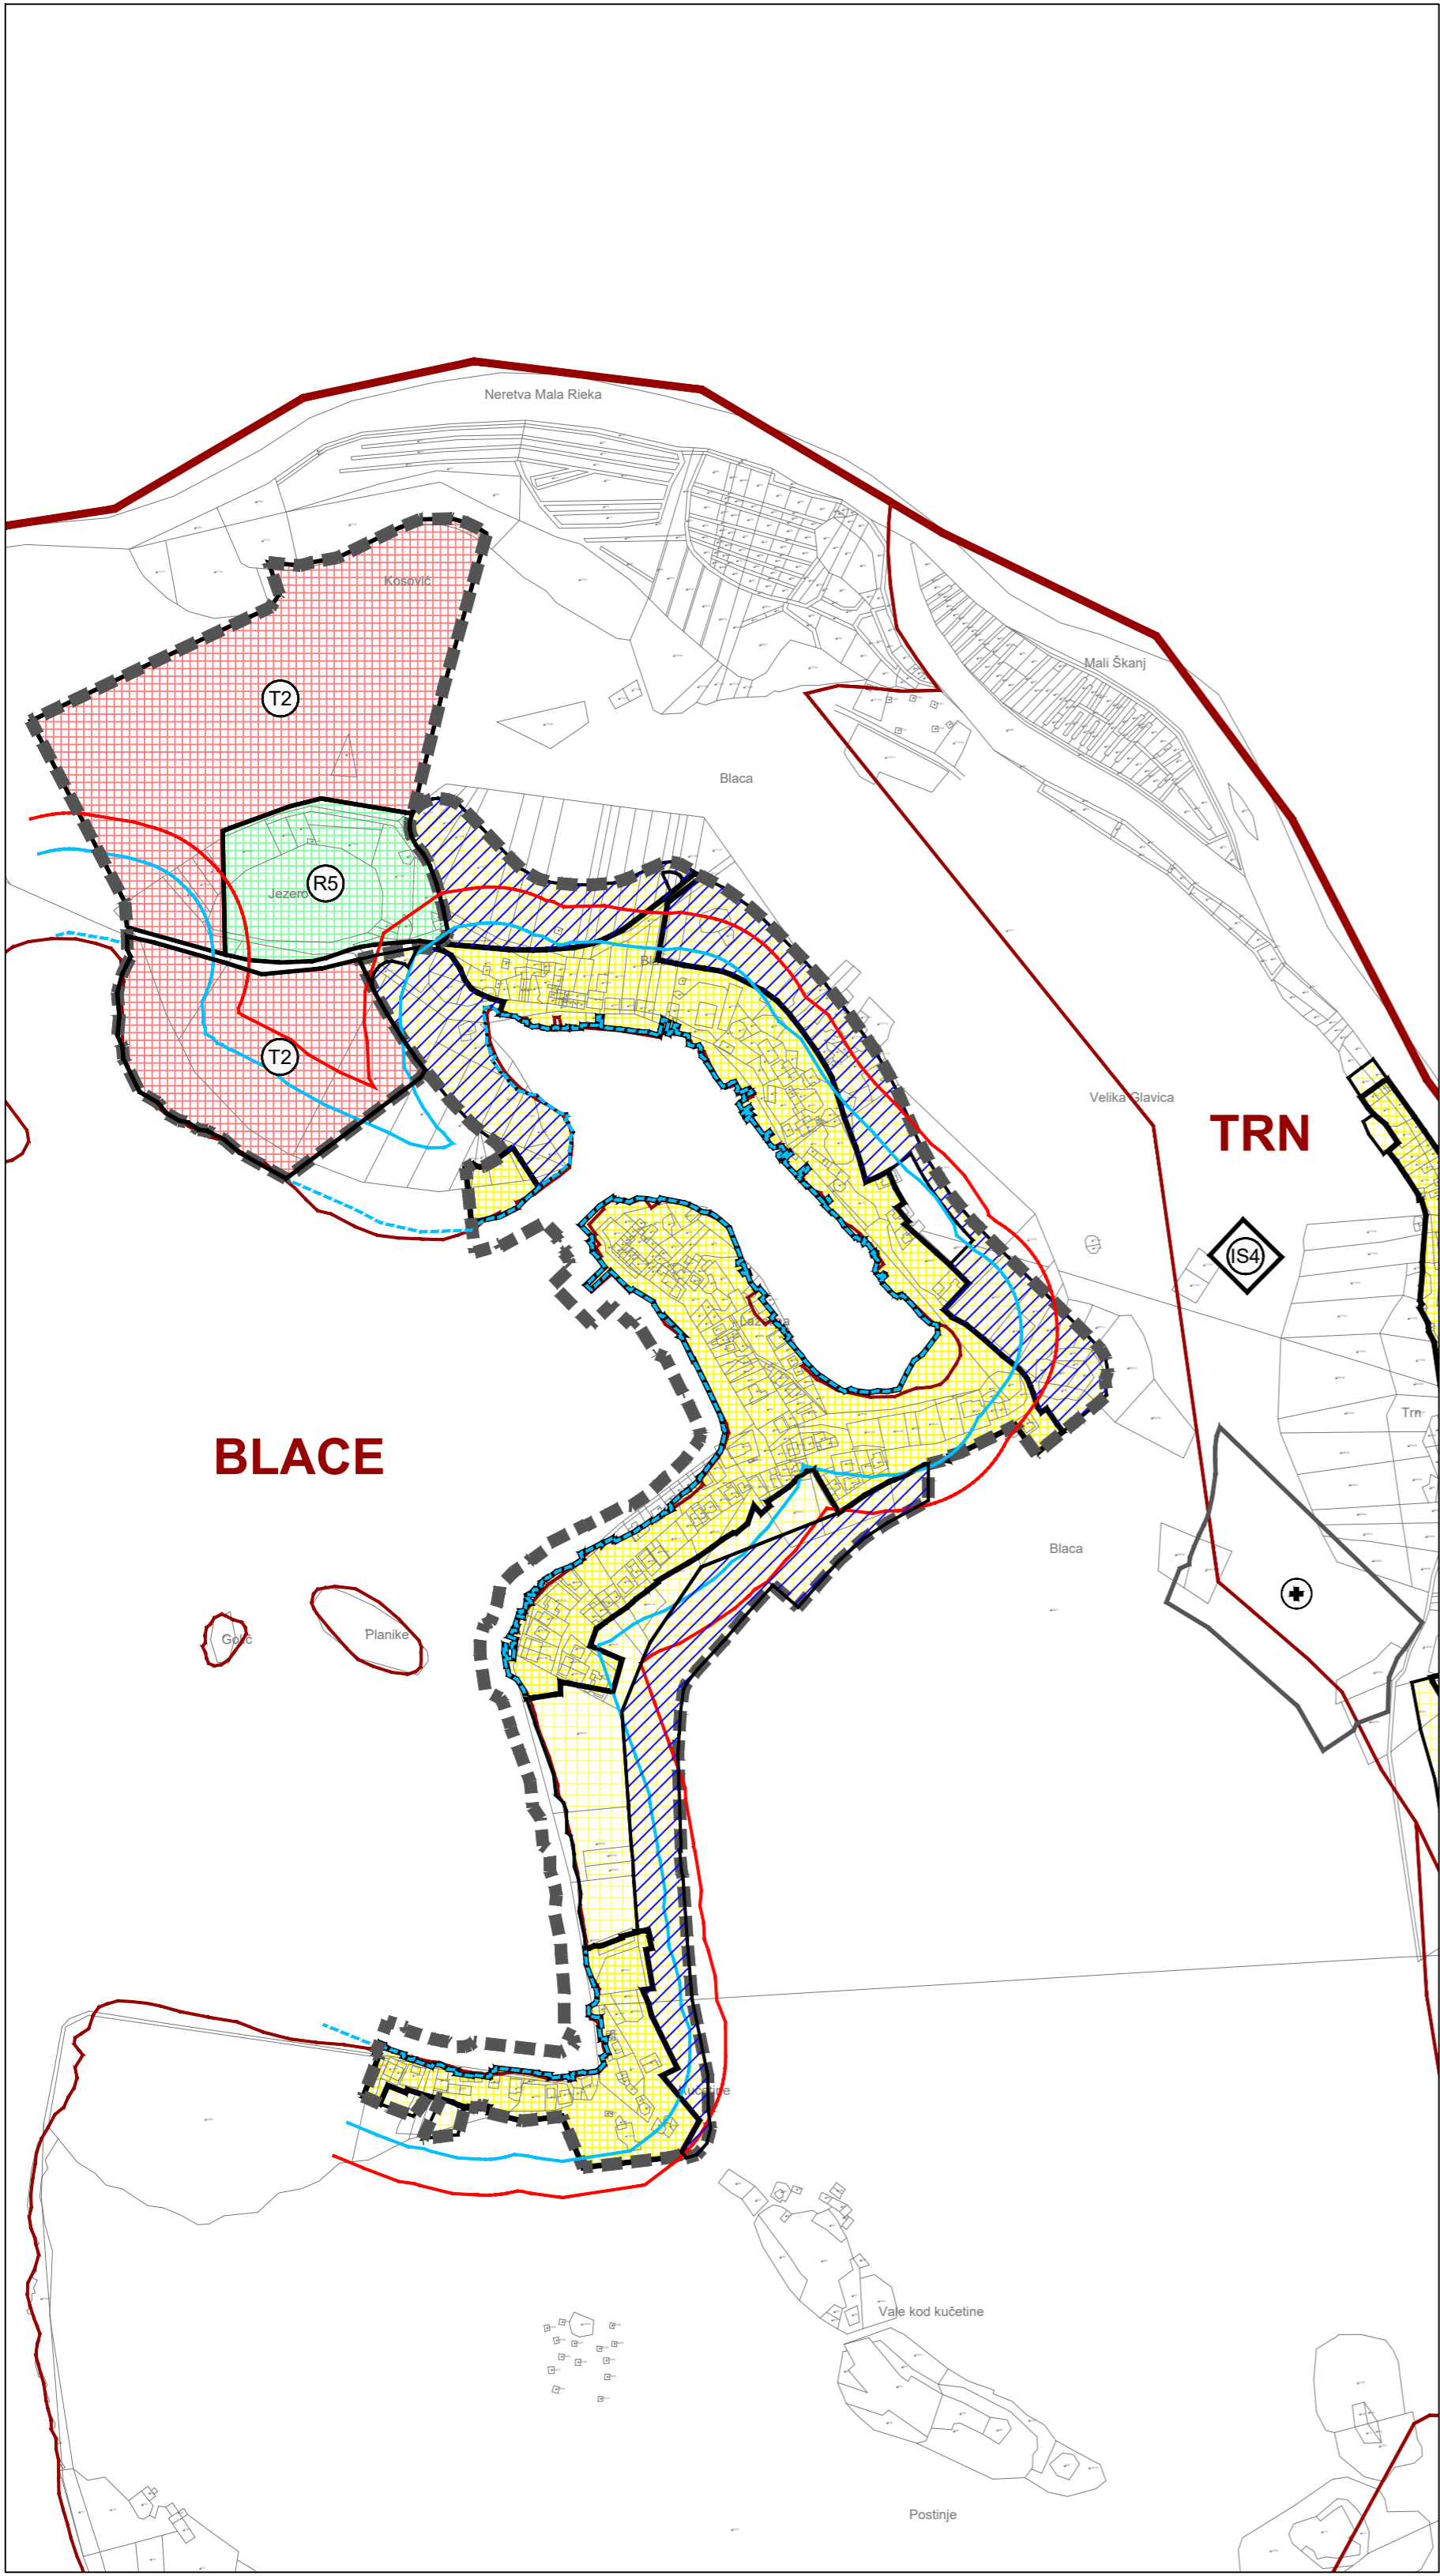 Neretva Mala Rieka
Kosović
Mali Škanj
T2
Blaca
R5
Jezero
T2
Velika Glavica
TRN
IS4
Trn
BLACE
Blaca
Golić
Planike
Kučetine
Vale kod kučetine
Postinje